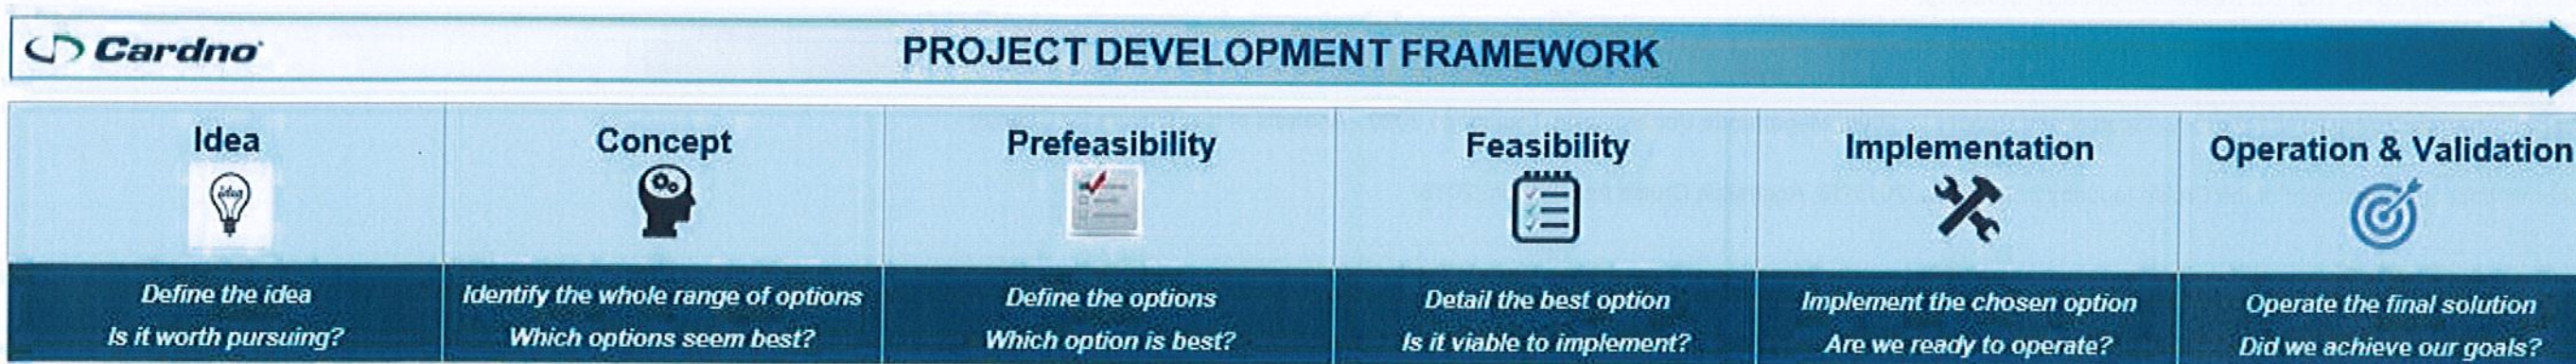 Cardno
PROJECT DEVELOPMENT FRAMEWORK
Idea
idea
Define the idea
Is it worth pursuing?
Concept
Identify the whole range of options
Which options seem best?
Prefeasibility
Define the options
Which option is best?
Feasibility
Detail the best option
Is it viable to implement?
Implementation
Implement the chosen option
Are we ready to operate?
Operation & Validation
Operate the final solution
Did we achieve our goals?